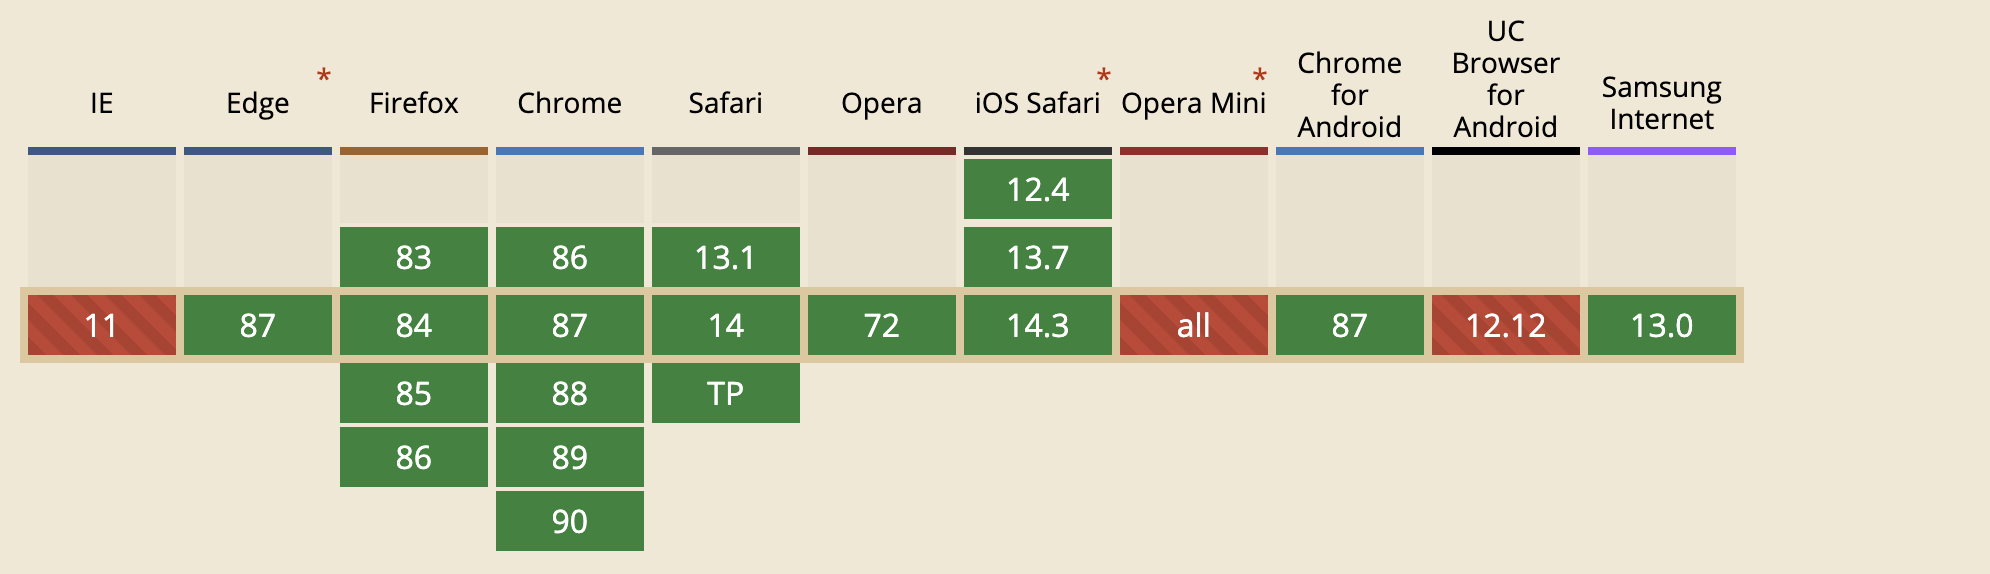 IE
Edge *
Firefox
Chrome
Safari
Opera
iOS Safari *
Opera Mini *
Chrome
for
Android
UC
Browser
for
Android
Samsung
Internet
12.4
83 86 13.1 13.7
11 87 84 87 14 72 14.3 all 87 12.12 13.0
85 88 TP
86 89
90